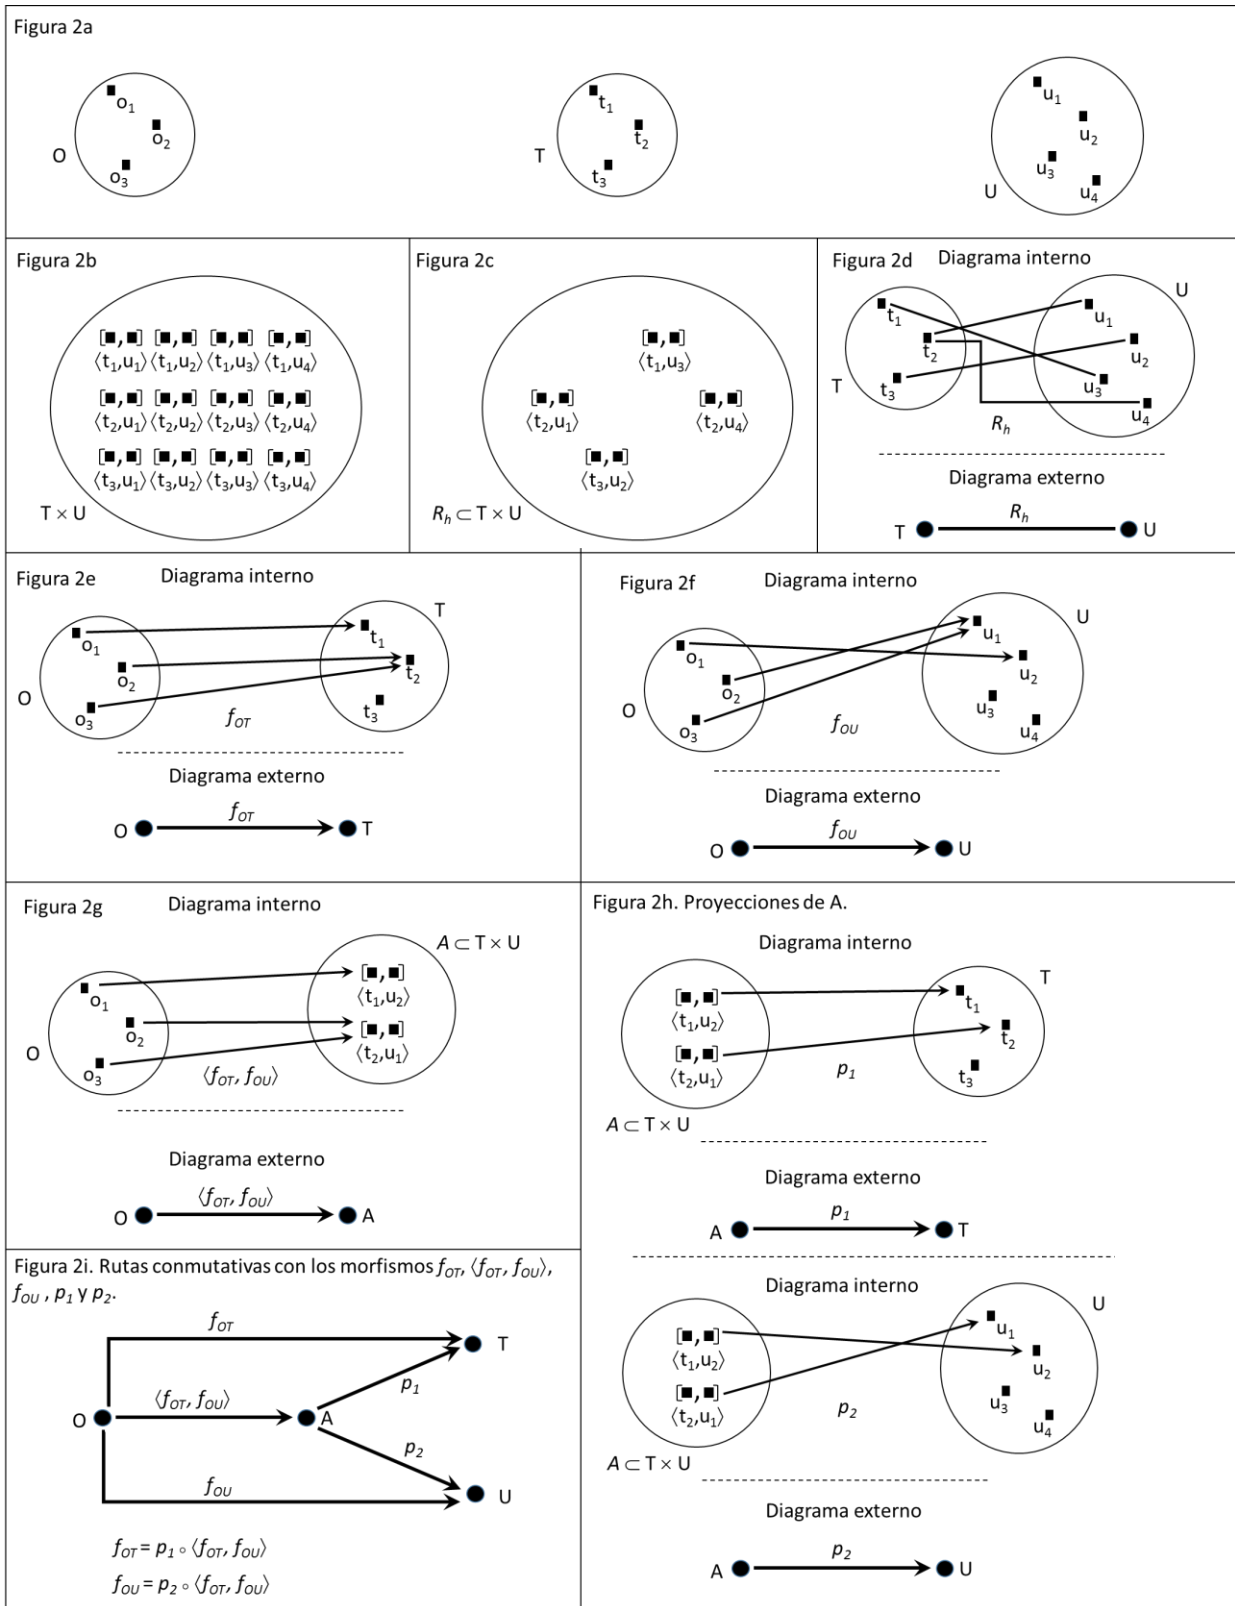 Figura 2a
O
o1
o2
o3
T
t1
t2
t3
U
u1
u2
u3
u4
Figura 2b
[■,■] [■,■] [■,■] [■,■]
⟨t1,u1⟩ ⟨t1,u2⟩ ⟨t1,u3⟩ ⟨t1,u4⟩
[■,■] [■,■] [■,■] [■,■]
⟨t2,u1⟩ ⟨t2,u2⟩ ⟨t2,u3⟩ ⟨t2,u4⟩
[■,■] [■,■] [■,■] [■,■]
⟨t3,u1⟩ ⟨t3,u2⟩ ⟨t3,u3⟩ ⟨t3,u4⟩
T × U
Figura 2c
[■,■]
⟨t1,u3⟩
[■,■] [■,■]
⟨t2,u1⟩ ⟨t2,u4⟩
[■,■]
⟨t3,u2⟩
Rh ⊂ T × U
Figura 2d Diagrama interno
T
t1
t2
t3
U
u1
u2
u3
u4
Rh
Diagrama externo
T Rh U
Figura 2e Diagrama interno
O
o1
o2
o3
T
t1
t2
t3
fOT
Diagrama externo
O fOT T
Figura 2f Diagrama interno
O
o1
o2
o3
U
u1
u2
u3
u4
fOU
Diagrama externo
O fOU U
Figura 2g Diagrama interno
A ⊂ T × U
O
o1
o2
o3
[■,■]
⟨t1,u2⟩
[■,■]
⟨t2,u1⟩
⟨fOT, fOU⟩
Diagrama externo
O ⟨fOT, fOU⟩ A
Figura 2h. Proyecciones de A.
Diagrama interno
[■,■]
⟨t1,u2⟩
[■,■]
⟨t2,u1⟩
A ⊂ T × U
p1
T
t1
t2
t3
Diagrama externo
A p1 T
Diagrama interno
[■,■]
⟨t1,u2⟩
[■,■]
⟨t2,u1⟩
A ⊂ T × U
p2
U
u1
u2
u3
u4
Diagrama externo
A p2 U
Figura 2i. Rutas conmutativas con los morfismos fOT, ⟨fOT, fOU⟩,
fOU , p1 y p2.
fOT
T
p1
O ⟨fOT, fOU⟩ A
p2
fOU
U
fOT = p1 ∘ ⟨fOT, fOU⟩
fOU = p2 ∘ ⟨fOT, fOU⟩